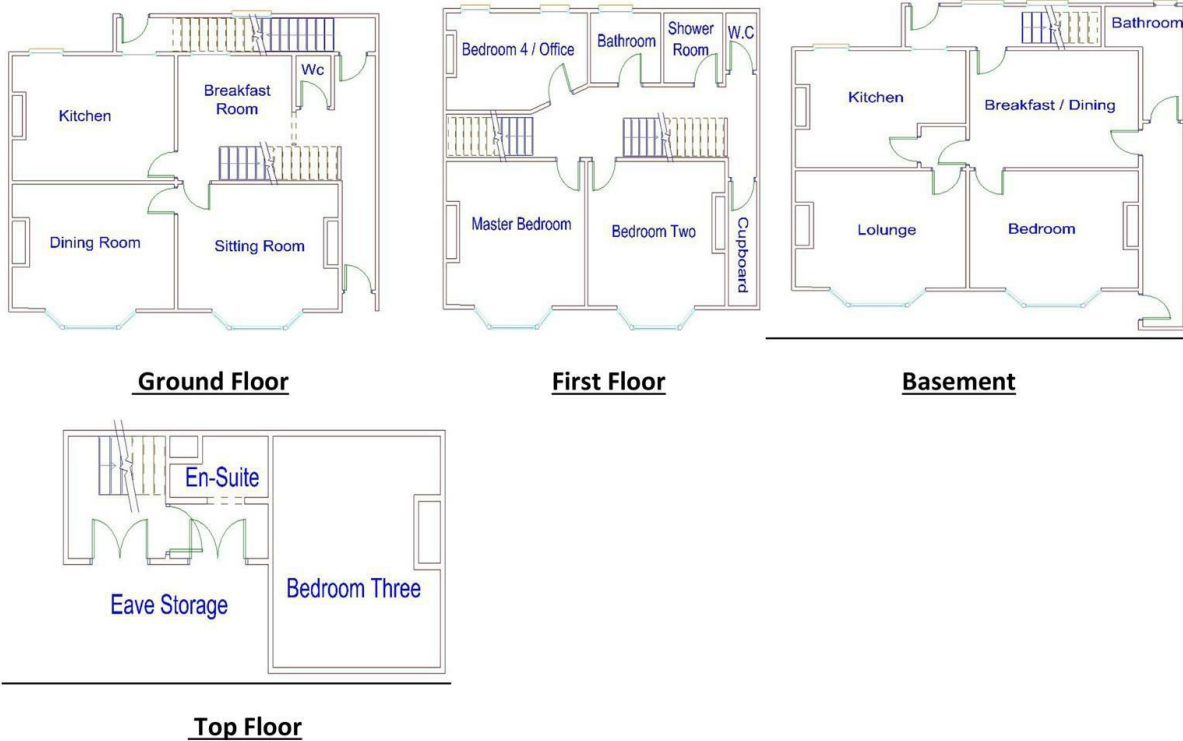 Kitchen
Breakfast
Room
Wc
Dining Room
Sitting Room
Ground Floor
Bedroom 4 / Office
Bathroom
Shower
Room
W.C
Master Bedroom
Bedroom Two
Cupboard
First Floor
Bathroom
Kitchen
Breakfast / Dining
Lolunge
Bedroom
Basement
En-Suite
Eave Storage
Bedroom Three
Top Floor